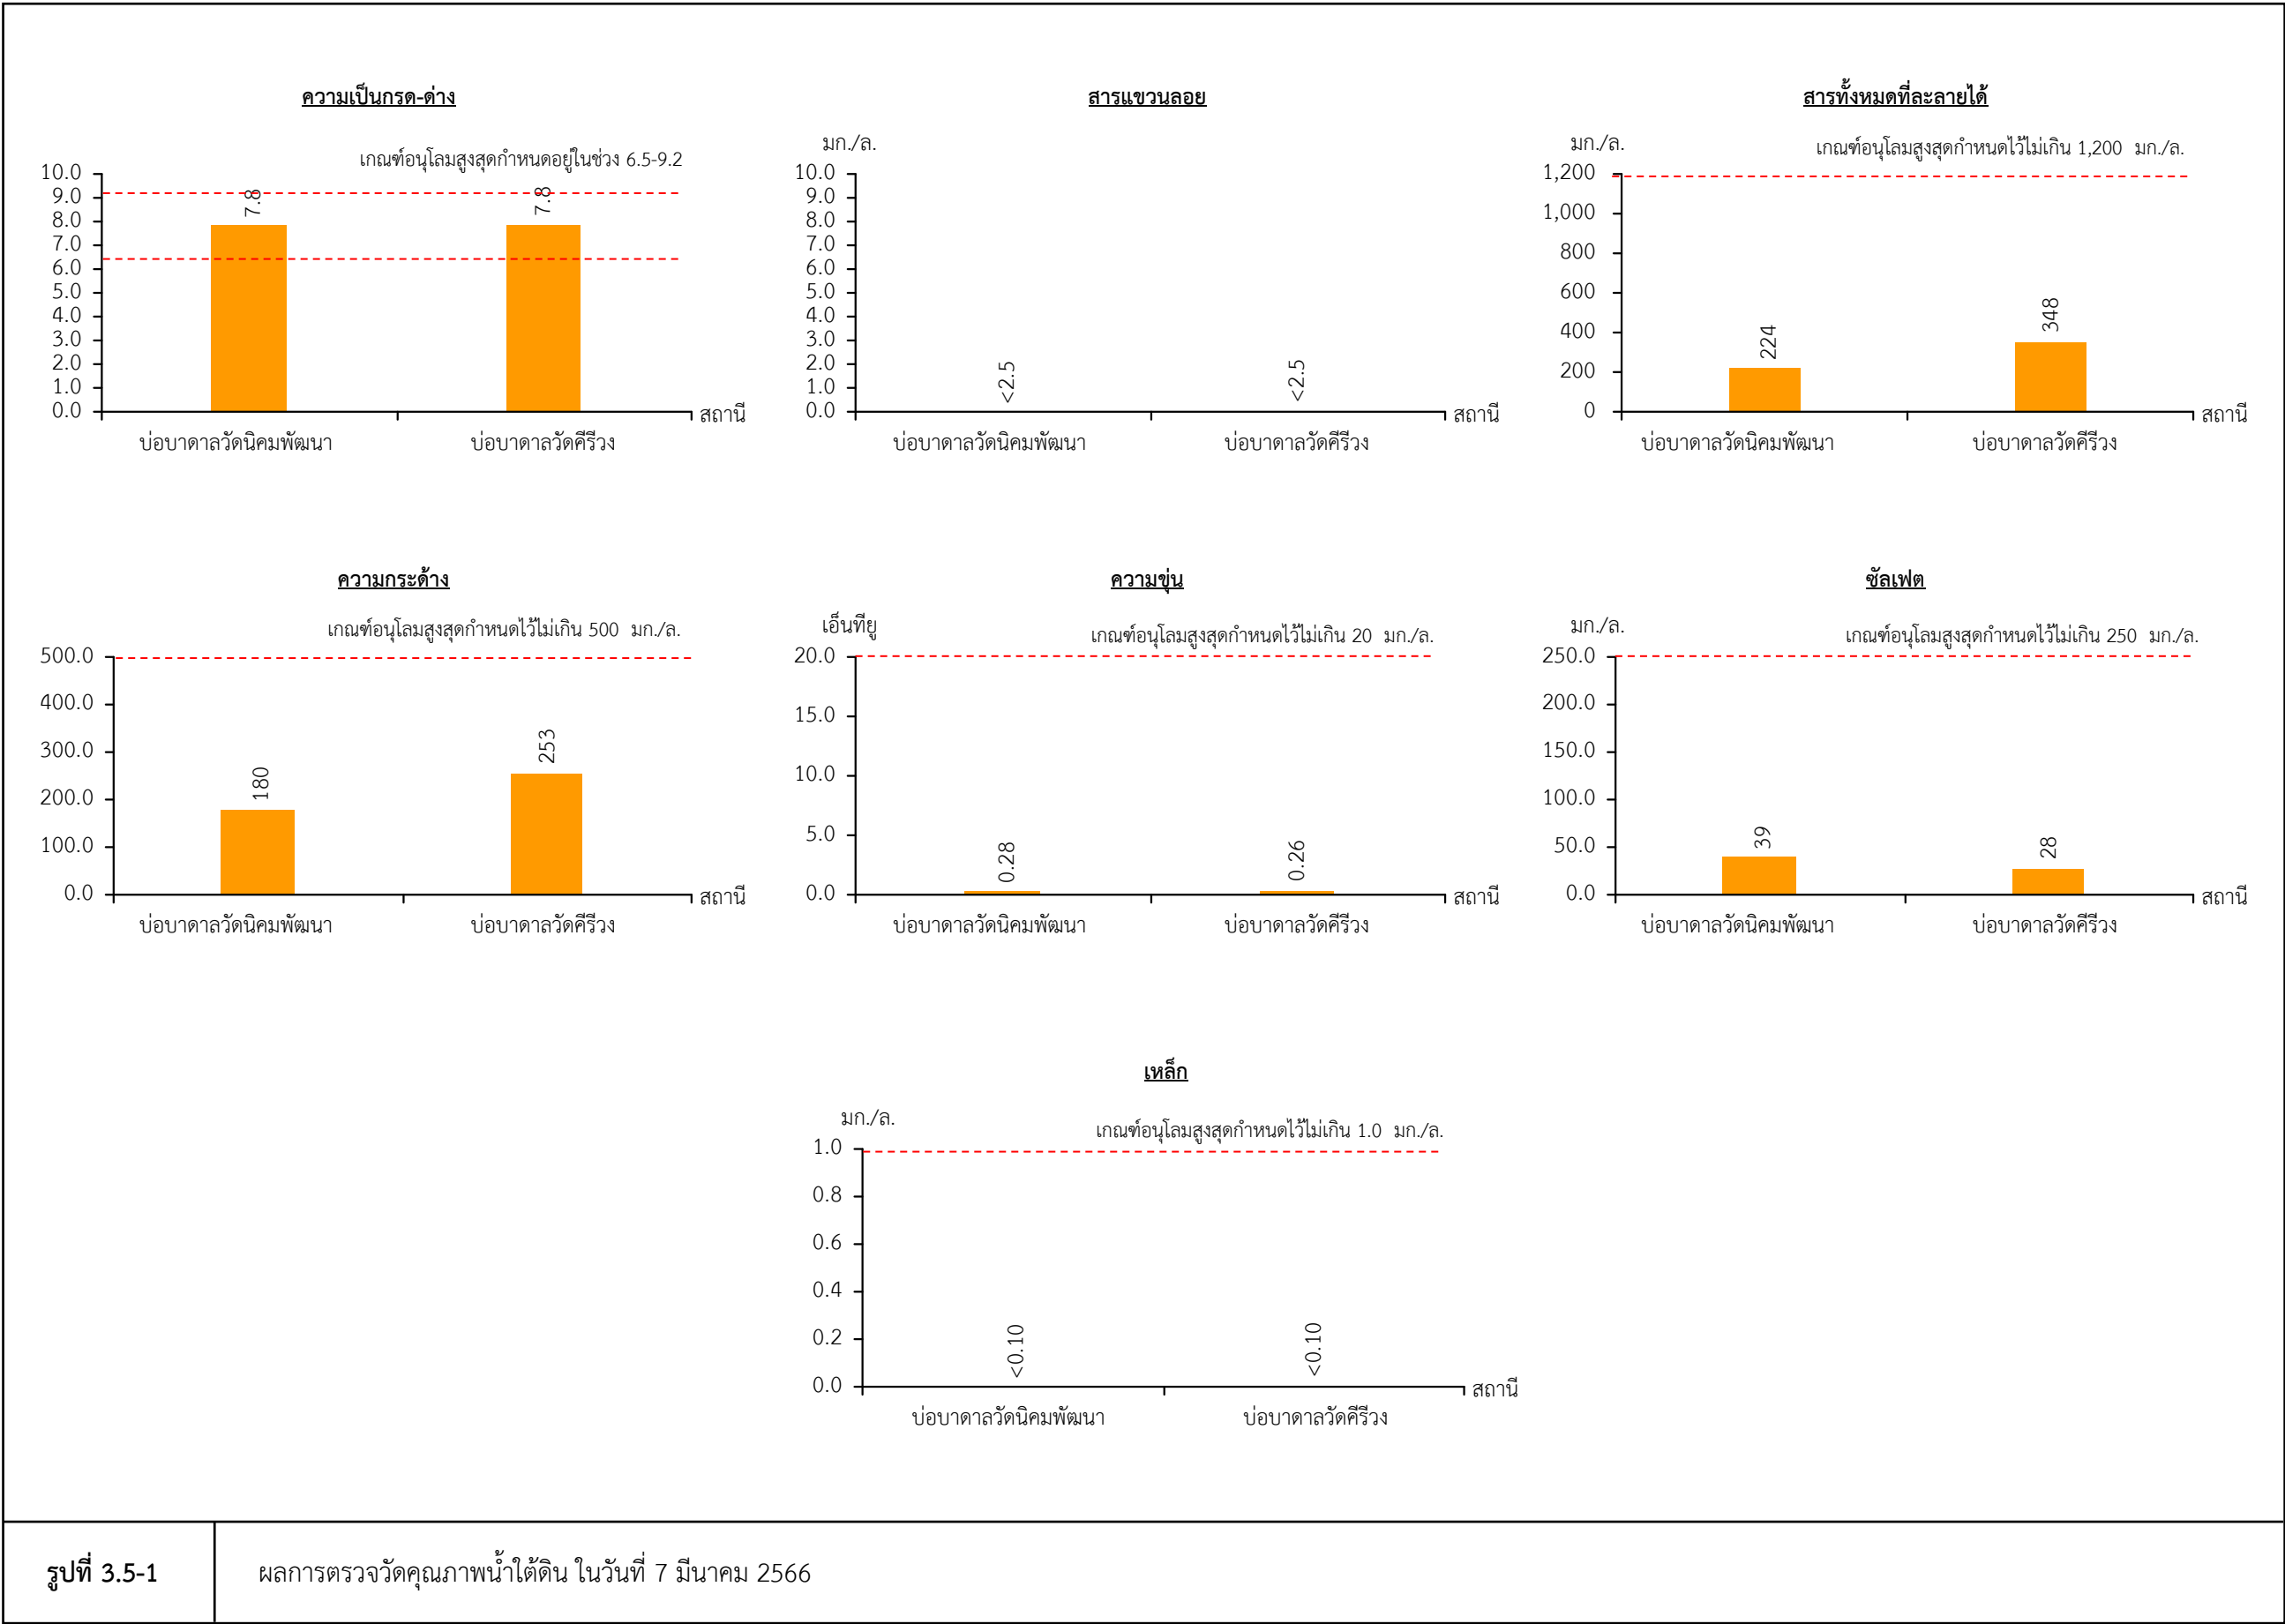 ความเป็นกรด-ด่าง
เกณฑ์อนุโลมสูงสุดกำหนดอยู่ในช่วง 6.5-9.2
10.0
9.0
8.0
7.0
6.0
5.0
4.0
3.0
2.0
1.0
0.0
7.8
7.8
สถานี
บ่อบาดาลวัดนิคมพัฒนา บ่อบาดาลวัดคีรีวง
สารแขวนลอย
มก./ล.
10.0
9.0
8.0
7.0
6.0
5.0
4.0
3.0
2.0
1.0
0.0
<2.5
<2.5
สถานี
บ่อบาดาลวัดนิคมพัฒนา บ่อบาดาลวัดคีรีวง
สารทั้งหมดที่ละลายได้
มก./ล.
เกณฑ์อนุโลมสูงสุดกำหนดไว้ไม่เกิน 1,200 มก./ล.
1,200
1,000
800
600
400
200
0
224
348
สถานี
บ่อบาดาลวัดนิคมพัฒนา บ่อบาดาลวัดคีรีวง
ความกระด้าง
เกณฑ์อนุโลมสูงสุดกำหนดไว้ไม่เกิน 500 มก./ล.
500.0
400.0
300.0
200.0
100.0
0.0
180
253
สถานี
บ่อบาดาลวัดนิคมพัฒนา บ่อบาดาลวัดคีรีวง
ความขุ่น
เอ็นทียู
เกณฑ์อนุโลมสูงสุดกำหนดไว้ไม่เกิน 20 มก./ล.
20.0
15.0
10.0
5.0
0.0
0.28
0.26
สถานี
บ่อบาดาลวัดนิคมพัฒนา บ่อบาดาลวัดคีรีวง
ซัลเฟต
มก./ล.
เกณฑ์อนุโลมสูงสุดกำหนดไว้ไม่เกิน 250 มก./ล.
250.0
200.0
150.0
100.0
50.0
0.0
39
28
สถานี
บ่อบาดาลวัดนิคมพัฒนา บ่อบาดาลวัดคีรีวง
เหล็ก
มก./ล.
เกณฑ์อนุโลมสูงสุดกำหนดไว้ไม่เกิน 1.0 มก./ล.
1.0
0.8
0.6
0.4
0.2
0.0
<0.10
<0.10
สถานี
บ่อบาดาลวัดนิคมพัฒนา บ่อบาดาลวัดคีรีวง
รูปที่ 3.5-1 ผลการตรวจวัดคุณภาพน้ำใต้ดิน ในวันที่ 7 มีนาคม 2566